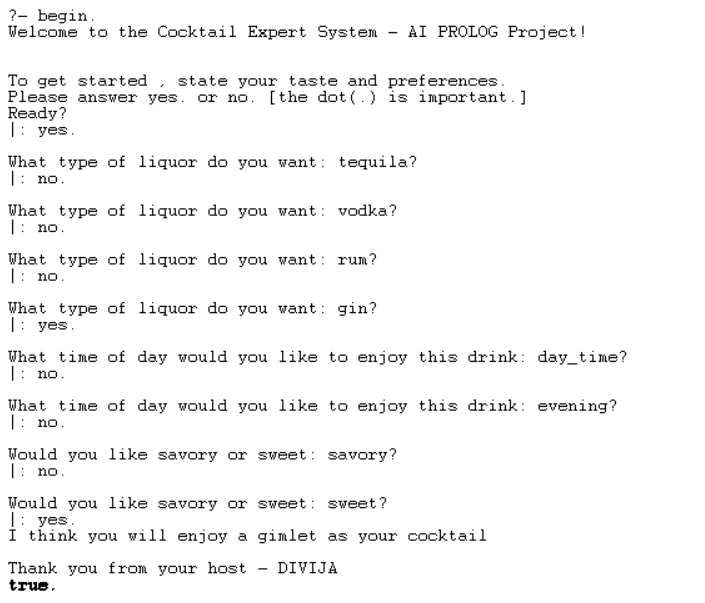 ?- begin.
Welcome to the Cocktail Expert System - AI PROLOG Project!
To get started , state your taste and preferences.
Please answer yes. or no. [the dot(.) is important.]
Ready?
|: yes.
What type of liquor do you want: tequila?
|: no.
What type of liquor do you want: vodka?
|: no.
What type of liquor do you want: rum?
|: no.
What type of liquor do you want: gin?
|: yes.
What time of day would you like to enjoy this drink: day_time?
|: no.
What time of day would you like to enjoy this drink: evening?
|: no.
Would you like savory or sweet: savory?
|: no.
Would you like savory or sweet: sweet?
|: yes.
I think you will enjoy a gimlet as your cocktail
Thank you from your host - DIVIJA
true.